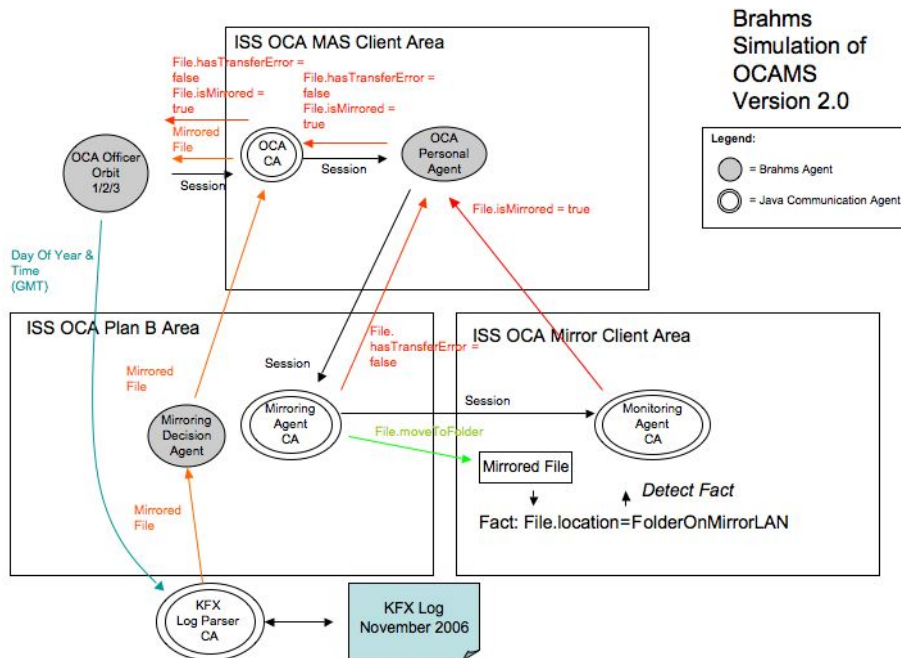 Brahms
Simulation of
OCAMS
Version 2.0
Legend:
= Brahms Agent
= Java Communication Agent
ISS OCA MAS Client Area
File.hasTransferError =
false
File.isMirrored =
true
Mirrored
File
File.hasTransferError =
false
File.isMirrored =
true
OCA Officer
Orbit
1/2/3
Session
OCA
CA
Session
OCA
Personal
Agent
File.isMirrored = true
Day Of Year &
Time
(GMT)
ISS OCA Plan B Area
File.
hasTransferError =
false
Session
Mirrored
File
Mirroring
Decision
Agent
Mirroring
Agent
CA
File.moveToFolder
Mirrored
File
ISS OCA Mirror Client Area
Session
Monitoring
Agent
CA
Mirrored File
Detect Fact
Fact: File.location=FolderOnMirrorLAN
KFX
Log Parser
CA
KFX Log
November 2006